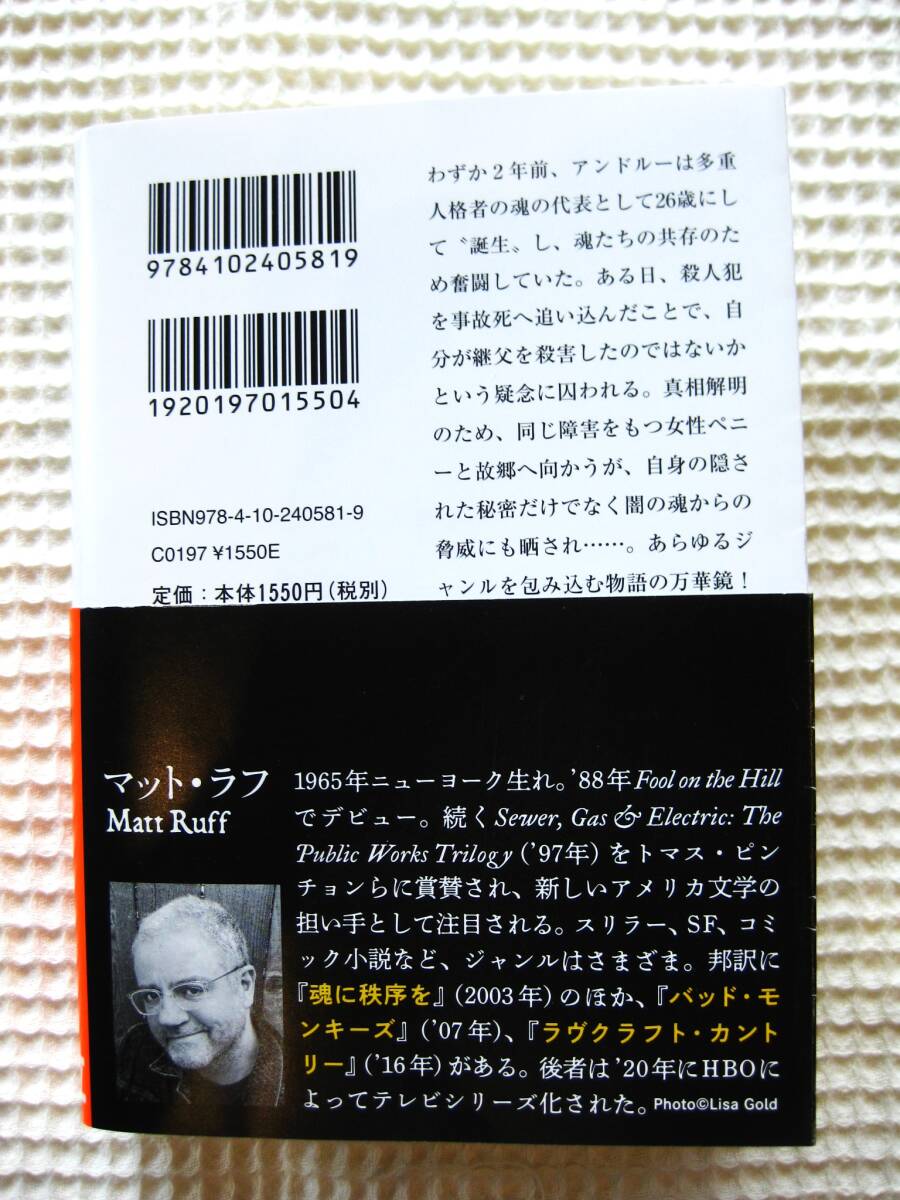 9784102405819
1920197015504
ISBN978-4-10-240581-9
C0197 ¥1550E
定価：本体1550円（税別）
わずか２年前、アンドルーは多重
人格者の魂の代表として26歳にし
て〝誕生〟し、魂たちの共存のた
め奮闘していた。ある日、殺人犯
を事故死へ追い込んだことで、自
分が継父を殺害したのではないか
という疑念に囚われる。真相解明
のため、同じ障害をもつ女性ペニ
ーと故郷へ向かうが、自身の隠さ
れた秘密だけでなく闇の魂からの
脅威にも晒され……。あらゆるジ
ャンルを包み込む物語の万華鏡！
マット・ラフ
Matt Ruff
1965年ニューヨーク生れ。’88年Fool on the Hill
でデビュー。続くSewer, Gas & Electric: The
Public Works Trilogy（’97年）をトマス・ピン
チョンらに賞賛され、新しいアメリカ文学の
担い手として注目される。スリラー、SF、コミ
ック小説など、ジャンルはさまざま。邦訳に
『魂に秩序を』（2003年）のほか、『バッド・モ
ンキーズ』（’07年）、『ラヴクラフト・カント
リー』（’16年）がある。後者は’20年にHBOに
よってテレビシリーズ化された。Photo©Lisa Gold